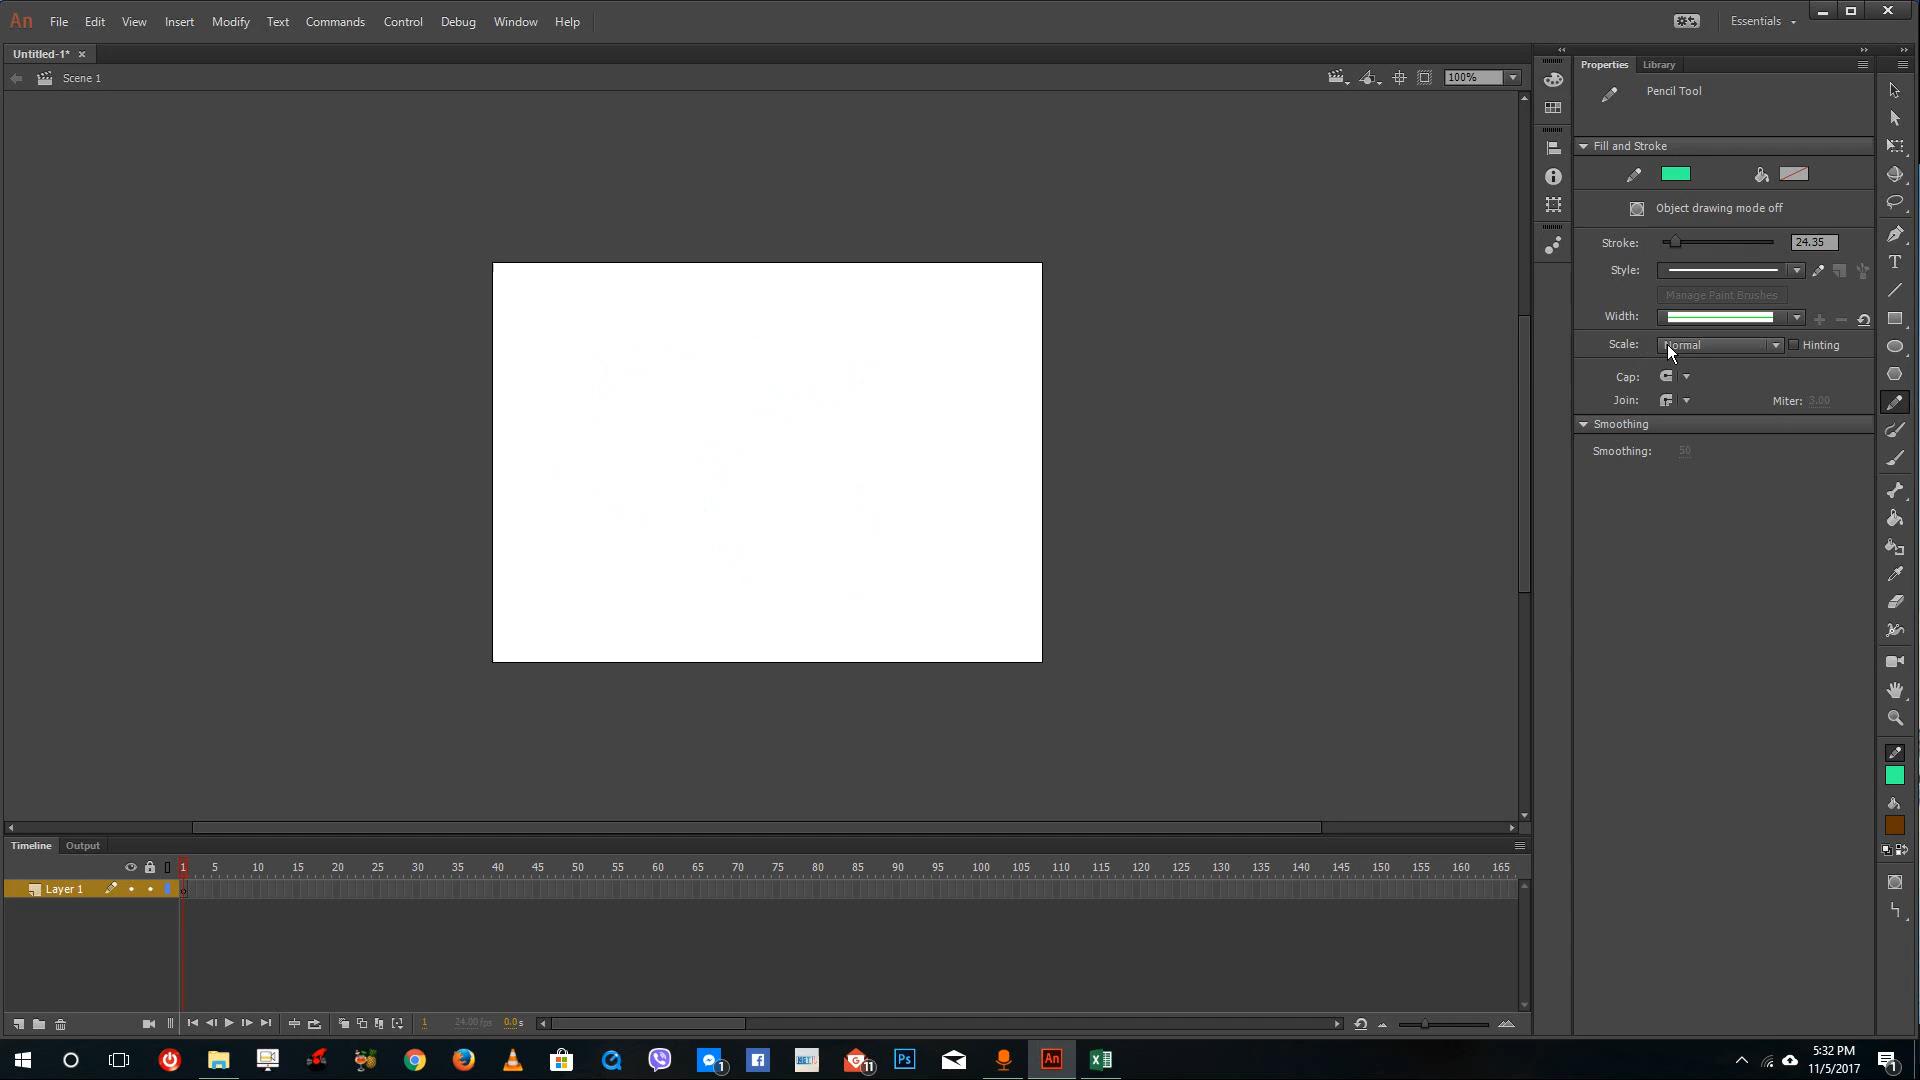 An File Edit View Insert Modify Text Commands Control Debug Window Help Essentials
Untitled-1* ×
Scene 1 100%
Properties Library
Pencil Tool
Fill and Stroke
Object drawing mode off
Stroke: 24.35
Style:
Manage Paint Brushes
Width:
Scale: Normal Hinting
Cap:
Join: Miter: 3.00
Smoothing
Smoothing: 50
Timeline Output
1 5 10 15 20 25 30 35 40 45 50 55 60 65 70 75 80 85 90 95 100 105 110 115 120 125 130 135 140 145 150 155 160 165
Layer 1
1 24.00 fps 0.0 s
1 11 Ps An 5:32 PM
11/5/2017 1